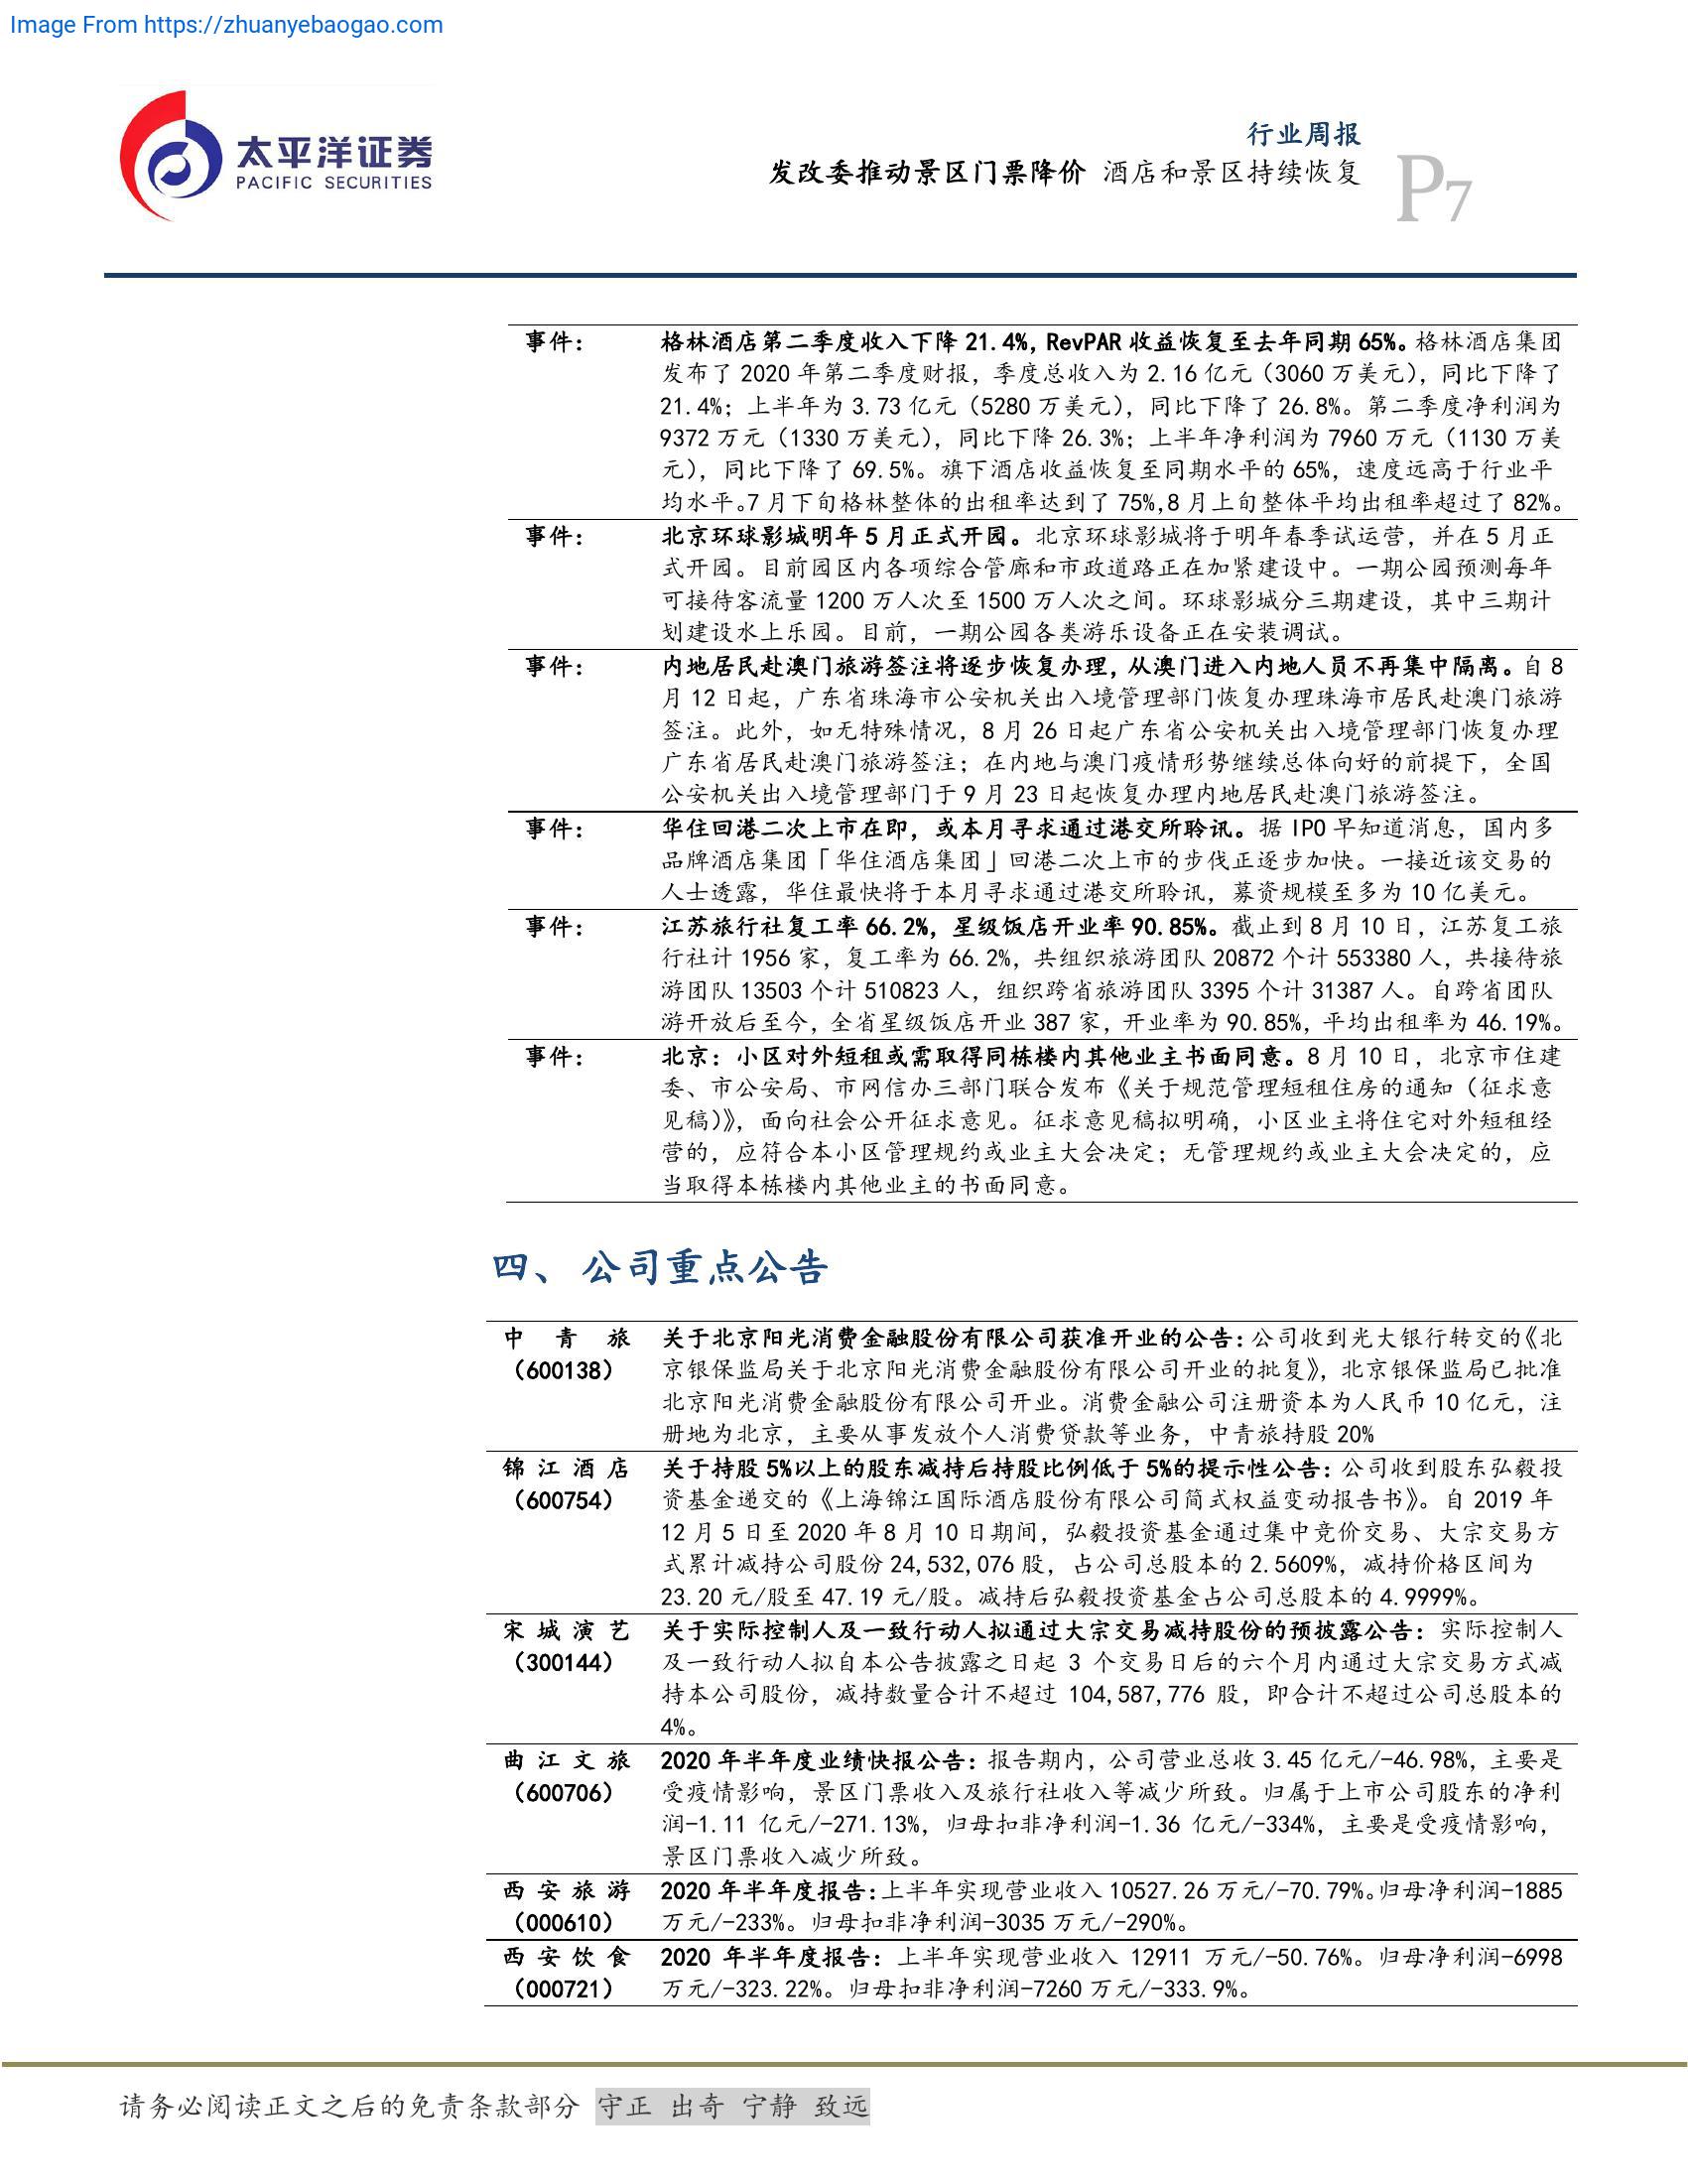 Image From https://zhuanyebaogao.com
太平洋证券
PACIFIC SECURITIES
行业周报
发改委推动景区门票降价 酒店和景区持续恢复
P7
事件： 格林酒店第二季度收入下降 21.4%，RevPAR 收益恢复至去年同期 65%。格林酒店集团
发布了 2020 年第二季度财报，季度总收入为 2.16 亿元（3060 万美元），同比下降了
21.4%；上半年为 3.73 亿元（5280 万美元），同比下降了 26.8%。第二季度净利润为
9372 万元（1330 万美元），同比下降 26.3%；上半年净利润为 7960 万元（1130 万美
元），同比下降了 69.5%。旗下酒店收益恢复至同期水平的 65%，速度远高于行业平
均水平。7 月下旬格林整体的出租率达到了 75%,8 月上旬整体平均出租率超过了 82%。
事件： 北京环球影城明年 5 月正式开园。北京环球影城将于明年春季试运营，并在 5 月正
式开园。目前园区内各项综合管廊和市政道路正在加紧建设中。一期公园预测每年
可接待客流量 1200 万人次至 1500 万人次之间。环球影城分三期建设，其中三期计
划建设水上乐园。目前，一期公园各类游乐设备正在安装调试。
事件： 内地居民赴澳门旅游签注将逐步恢复办理，从澳门进入内地人员不再集中隔离。自 8
月 12 日起，广东省珠海市公安机关出入境管理部门恢复办理珠海市居民赴澳门旅游
签注。此外，如无特殊情况，8 月 26 日起广东省公安机关出入境管理部门恢复办理
广东省居民赴澳门旅游签注；在内地与澳门疫情形势继续总体向好的前提下，全国
公安机关出入境管理部门于 9 月 23 日起恢复办理内地居民赴澳门旅游签注。
事件： 华住回港二次上市在即，或本月寻求通过港交所聆讯。据 IPO 早知道消息，国内多
品牌酒店集团「华住酒店集团」回港二次上市的步伐正逐步加快。一接近该交易的
人士透露，华住最快将于本月寻求通过港交所聆讯，募资规模至多为 10 亿美元。
事件： 江苏旅行社复工率 66.2%，星级饭店开业率 90.85%。截止到 8 月 10 日，江苏复工旅
行社计 1956 家，复工率为 66.2%，共组织旅游团队 20872 个计 553380 人，共接待旅
游团队 13503 个计 510823 人，组织跨省旅游团队 3395 个计 31387 人。自跨省团队
游开放后至今，全省星级饭店开业 387 家，开业率为 90.85%，平均出租率为 46.19%。
事件： 北京：小区对外短租或需取得同栋楼内其他业主书面同意。8 月 10 日，北京市住建
委、市公安局、市网信办三部门联合发布《关于规范管理短租住房的通知（征求意
见稿）》，面向社会公开征求意见。征求意见稿拟明确，小区业主将住宅对外短租经
营的，应符合本小区管理规约或业主大会决定；无管理规约或业主大会决定的，应
当取得本栋楼内其他业主的书面同意。
四、 公司重点公告
中 青 旅 关于北京阳光消费金融股份有限公司获准开业的公告：公司收到光大银行转交的《北
（600138） 京银保监局关于北京阳光消费金融股份有限公司开业的批复》，北京银保监局已批准
北京阳光消费金融股份有限公司开业。消费金融公司注册资本为人民币 10 亿元，注
册地为北京，主要从事发放个人消费贷款等业务，中青旅持股 20%
锦 江 酒 店 关于持股 5%以上的股东减持后持股比例低于 5%的提示性公告：公司收到股东弘毅投
（600754） 资基金递交的《上海锦江国际酒店股份有限公司简式权益变动报告书》。自 2019 年
12 月 5 日至 2020 年 8 月 10 日期间，弘毅投资基金通过集中竞价交易、大宗交易方
式累计减持公司股份 24,532,076 股，占公司总股本的 2.5609%，减持价格区间为
23.20 元/股至 47.19 元/股。减持后弘毅投资基金占公司总股本的 4.9999%。
宋 城 演 艺 关于实际控制人及一致行动人拟通过大宗交易减持股份的预披露公告：实际控制人
（300144） 及一致行动人拟自本公告披露之日起 3 个交易日后的六个月内通过大宗交易方式减
持本公司股份，减持数量合计不超过 104,587,776 股，即合计不超过公司总股本的
4%。
曲 江 文 旅 2020 年半年度业绩快报公告：报告期内，公司营业总收 3.45 亿元/-46.98%，主要是
（600706） 受疫情影响，景区门票收入及旅行社收入等减少所致。归属于上市公司股东的净利
润-1.11 亿元/-271.13%，归母扣非净利润-1.36 亿元/-334%，主要是受疫情影响，
景区门票收入减少所致。
西 安 旅 游 2020 年半年度报告：上半年实现营业收入 10527.26 万元/-70.79%。归母净利润-1885
（000610） 万元/-233%。归母扣非净利润-3035 万元/-290%。
西 安 饮 食 2020 年半年度报告：上半年实现营业收入 12911 万元/-50.76%。归母净利润-6998
（000721） 万元/-323.22%。归母扣非净利润-7260 万元/-333.9%。
请务必阅读正文之后的免责条款部分 守正 出奇 宁静 致远